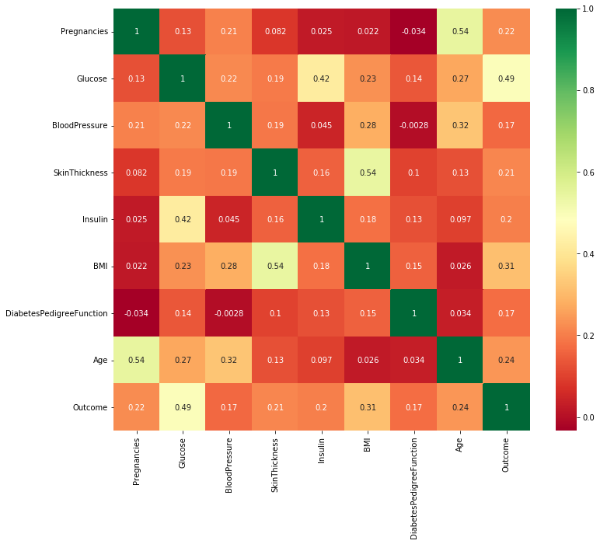 Pregnancies 1 0.13 0.21 0.082 0.025 0.022 -0.034 0.54 0.22
Glucose 0.13 1 0.22 0.19 0.42 0.23 0.14 0.27 0.49
BloodPressure 0.21 0.22 1 0.19 0.045 0.28 -0.0028 0.32 0.17
SkinThickness 0.082 0.19 0.19 1 0.16 0.54 0.1 0.13 0.21
Insulin 0.025 0.42 0.045 0.16 1 0.18 0.13 0.097 0.2
BMI 0.022 0.23 0.28 0.54 0.18 1 0.15 0.026 0.31
DiabetesPedigreeFunction -0.034 0.14 -0.0028 0.1 0.13 0.15 1 0.034 0.17
Age 0.54 0.27 0.32 0.13 0.097 0.026 0.034 1 0.24
Outcome 0.22 0.49 0.17 0.21 0.2 0.31 0.17 0.24 1
Pregnancies
Glucose
BloodPressure
SkinThickness
Insulin
BMI
DiabetesPedigreeFunction
Age
Outcome
1.0
0.8
0.6
0.4
0.2
0.0